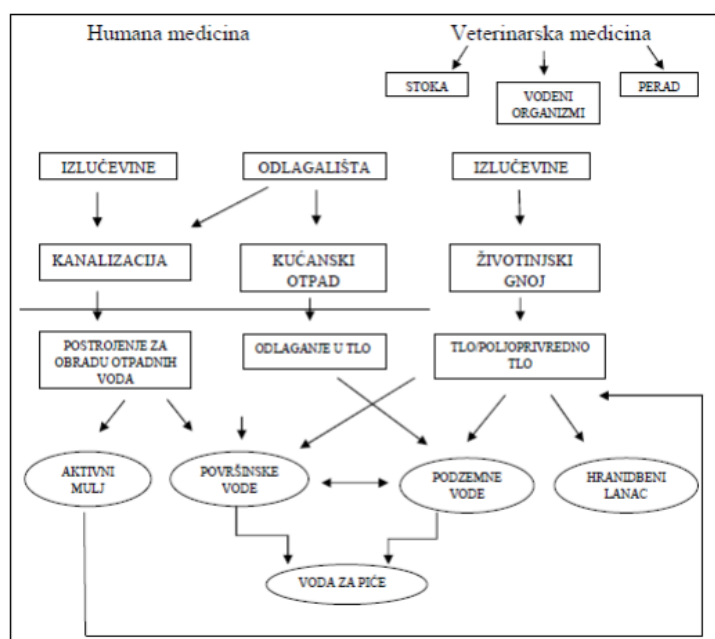 Humana medicina
Veterinarska medicina
STOKA
VODENI
ORGANIZMI
PERAD
IZLUČEVINE
ODLAGALIŠTA
IZLUČEVINE
KANALIZACIJA
KUĆANSKI
OTPAD
ŽIVOTINJSKI
GNOJ
POSTROJENJE ZA
OBRADU OTPADNIH
VODA
ODLAGANJE U TLO
TLO/POLJOPRIVREDNO
TLO
AKTIVNI
MULJ
POVRŠINSKE
VODE
PODZEMNE
VODE
HRANIDBENI
LANAC
VODA ZA PIĆE